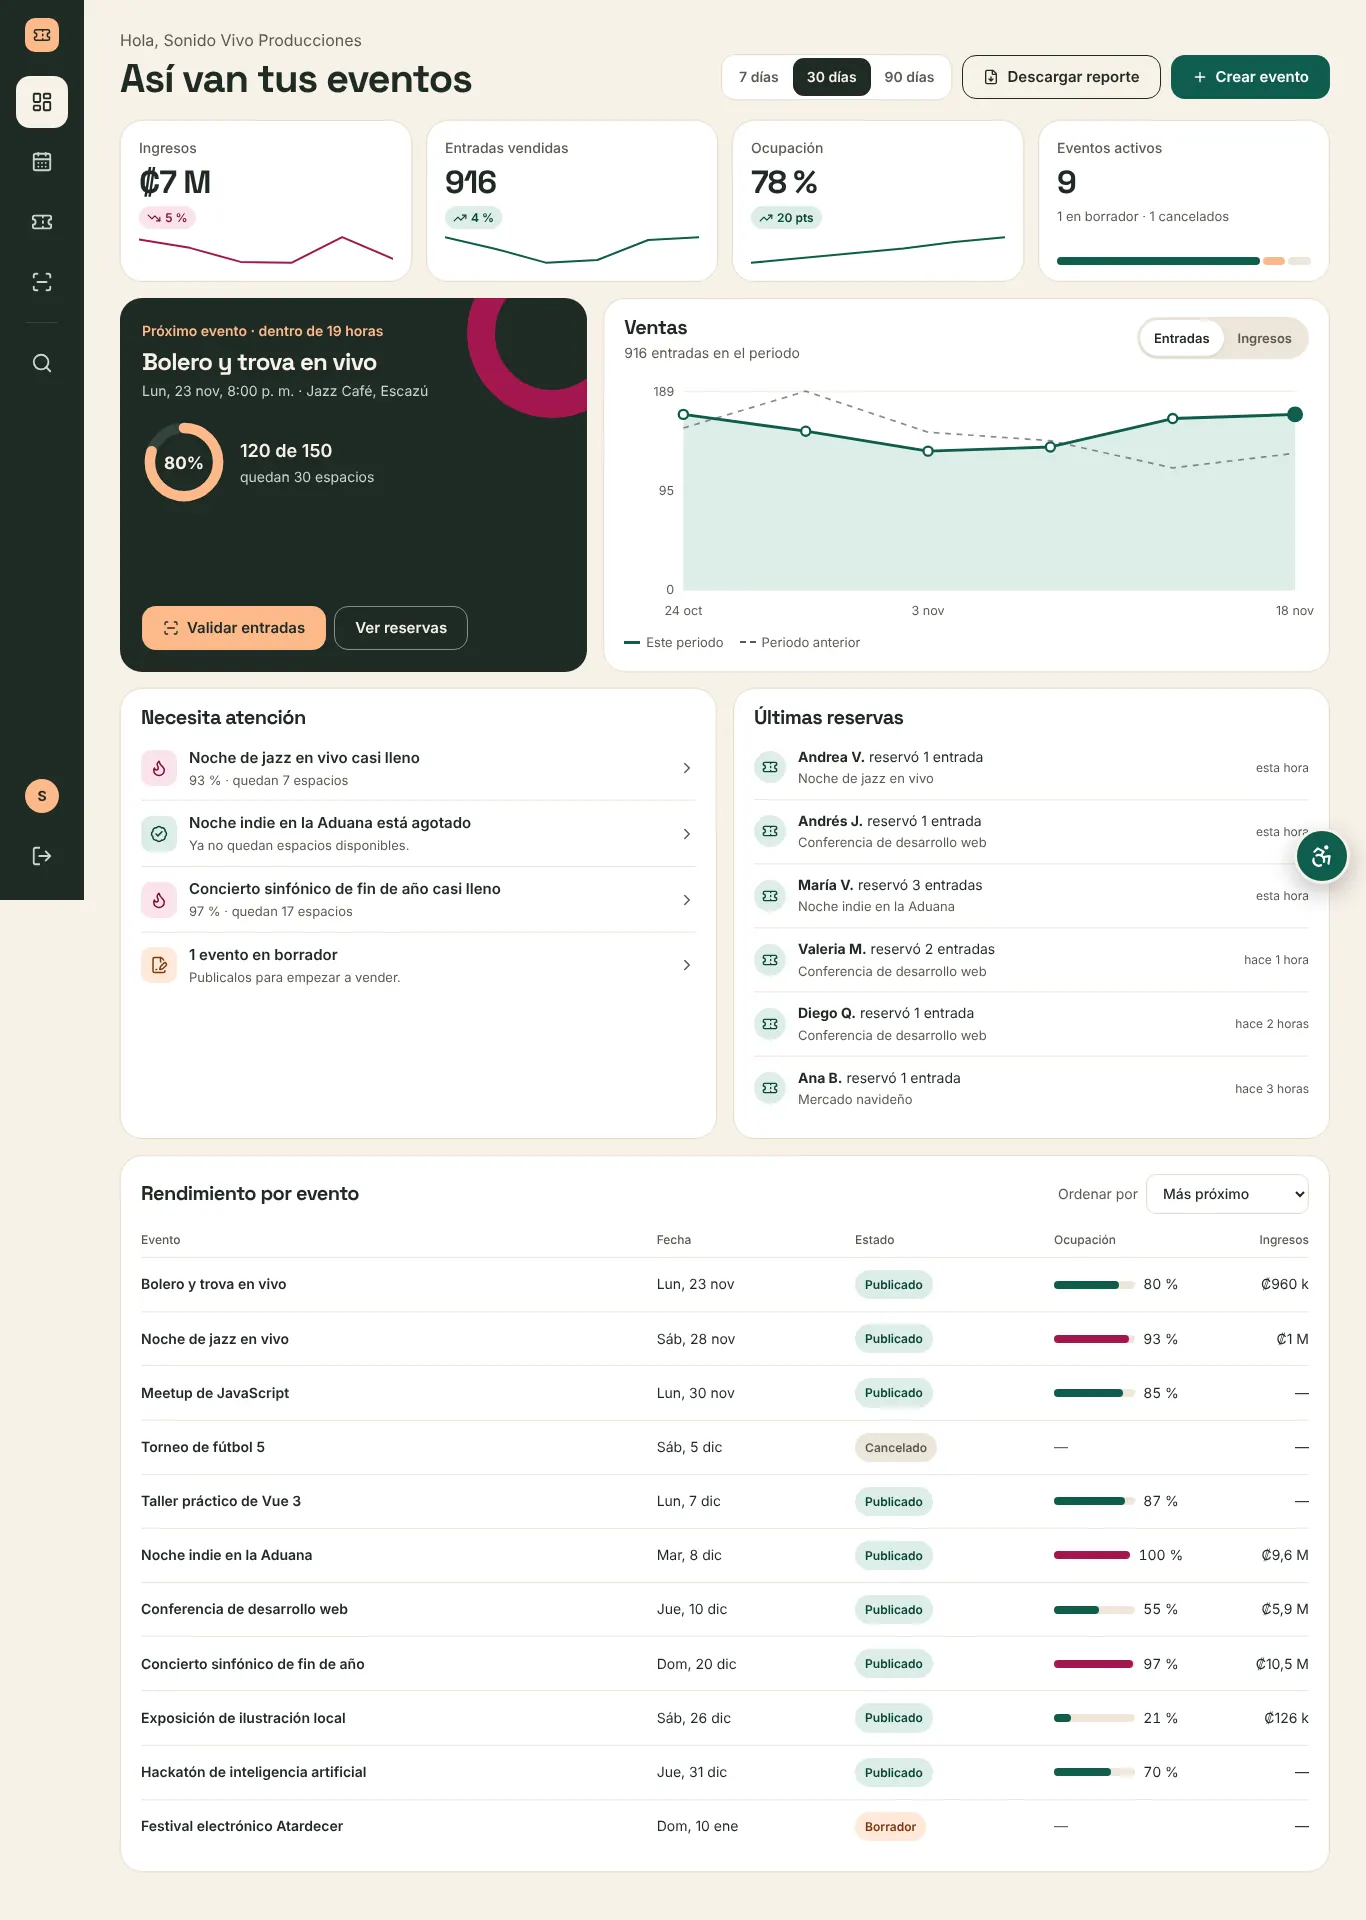 Hola, Sonido Vivo Producciones
Así van tus eventos
7 días
30 días
90 días
Descargar reporte
Crear evento
Ingresos
₡7 M
5 %
Entradas vendidas
916
4 %
Ocupación
78 %
20 pts
Eventos activos
9
1 en borrador · 1 cancelados
Próximo evento · dentro de 19 horas
Bolero y trova en vivo
Lun, 23 nov, 8:00 p. m. · Jazz Café, Escazú
80%
120 de 150
quedan 30 espacios
Validar entradas
Ver reservas
Ventas
916 entradas en el periodo
Entradas
Ingresos
189
95
0
24 oct
3 nov
18 nov
Este periodo
Periodo anterior
Necesita atención
Noche de jazz en vivo casi lleno
93 % · quedan 7 espacios
Noche indie en la Aduana está agotado
Ya no quedan espacios disponibles.
Concierto sinfónico de fin de año casi lleno
97 % · quedan 17 espacios
1 evento en borrador
Publicalos para empezar a vender.
S
Últimas reservas
Andrea V. reservó 1 entrada
Noche de jazz en vivo
esta hora
Andrés J. reservó 1 entrada
Conferencia de desarrollo web
esta hora
María V. reservó 3 entradas
Noche indie en la Aduana
esta hora
Valeria M. reservó 2 entradas
Conferencia de desarrollo web
hace 1 hora
Diego Q. reservó 1 entrada
Conferencia de desarrollo web
hace 2 horas
Ana B. reservó 1 entrada
Mercado navideño
hace 3 horas
Rendimiento por evento
Ordenar por
Más próximo
Evento Fecha Estado Ocupación Ingresos
Bolero y trova en vivo Lun, 23 nov Publicado 80 % ₡960 k
Noche de jazz en vivo Sáb, 28 nov Publicado 93 % ₡1 M
Meetup de JavaScript Lun, 30 nov Publicado 85 % —
Torneo de fútbol 5 Sáb, 5 dic Cancelado — —
Taller práctico de Vue 3 Lun, 7 dic Publicado 87 % —
Noche indie en la Aduana Mar, 8 dic Publicado 100 % ₡9,6 M
Conferencia de desarrollo web Jue, 10 dic Publicado 55 % ₡5,9 M
Concierto sinfónico de fin de año Dom, 20 dic Publicado 97 % ₡10,5 M
Exposición de ilustración local Sáb, 26 dic Publicado 21 % ₡126 k
Hackatón de inteligencia artificial Jue, 31 dic Publicado 70 % —
Festival electrónico Atardecer Dom, 10 ene Borrador — —